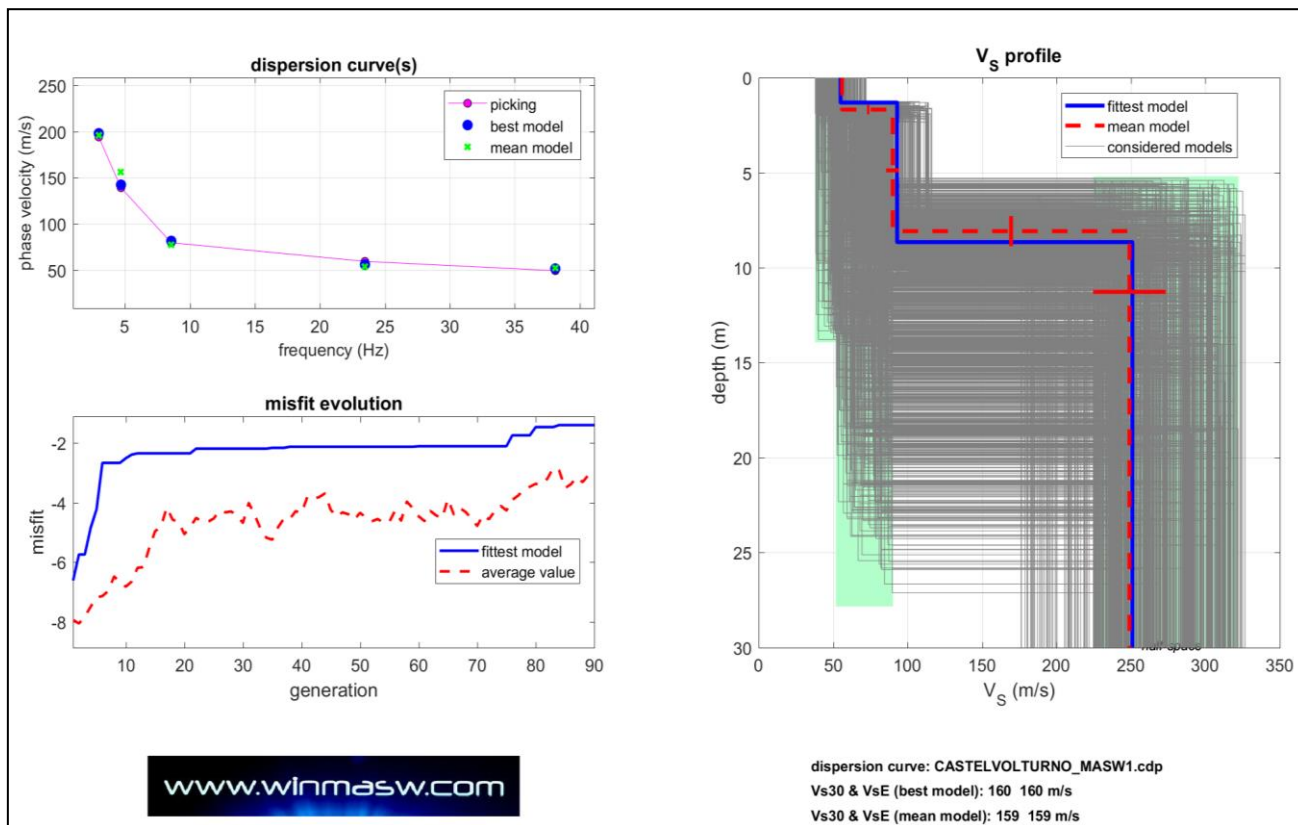 dispersion curve(s)
250
200
150
100
50
phase velocity (m/s)
picking
best model
mean model
5 10 15 20 25 30 35 40
frequency (Hz)
misfit evolution
-2
-4
-6
-8
misfit
fittest model
average value
10 20 30 40 50 60 70 80 90
generation
www.winmasw.com
VS profile
0
5
10
15
20
25
30
depth (m)
fittest model
mean model
considered models
0 50 100 150 200 250 300 350
VS (m/s)
dispersion curve: CASTELVOLTURNO_MASW1.cdp
Vs30 & VsE (best model): 160 160 m/s
Vs30 & VsE (mean model): 159 159 m/s